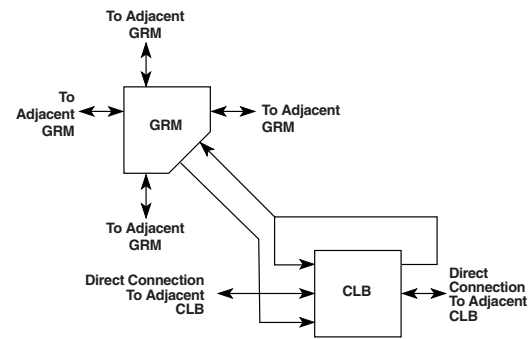 To Adjacent
GRM
To
Adjacent
GRM
GRM
To Adjacent
GRM
To Adjacent
GRM
Direct Connection
To Adjacent
CLB
CLB
Direct
Connection
To Adjacent
CLB